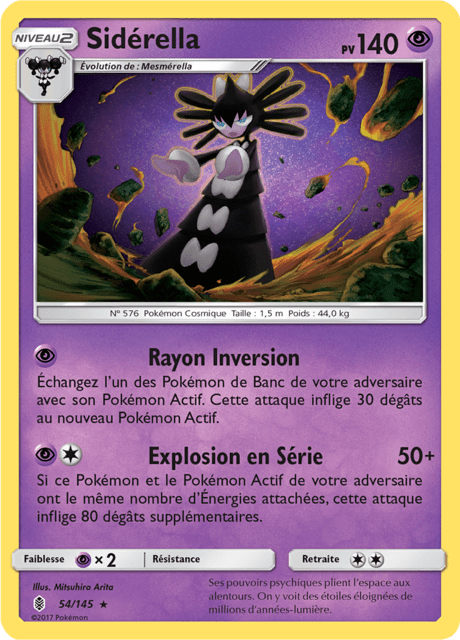 NIVEAU2 Sidérella PV140
Évolution de : Mesmérella
N° 576 Pokémon Cosmique Taille : 1,5 m Poids : 44,0 kg
Rayon Inversion
Échangez l'un des Pokémon de Banc de votre adversaire
avec son Pokémon Actif. Cette attaque inflige 30 dégâts
au nouveau Pokémon Actif.
Explosion en Série 50+
Si ce Pokémon et le Pokémon Actif de votre adversaire
ont le même nombre d'Énergies attachées, cette attaque
inflige 80 dégâts supplémentaires.
Faiblesse ×2 Résistance Retraite
Illus. Mitsuhiro Arita
54/145 ★
©2017 Pokémon
Ses pouvoirs psychiques plient l'espace aux
alentours. On y voit des étoiles éloignées de
millions d'années-lumière.